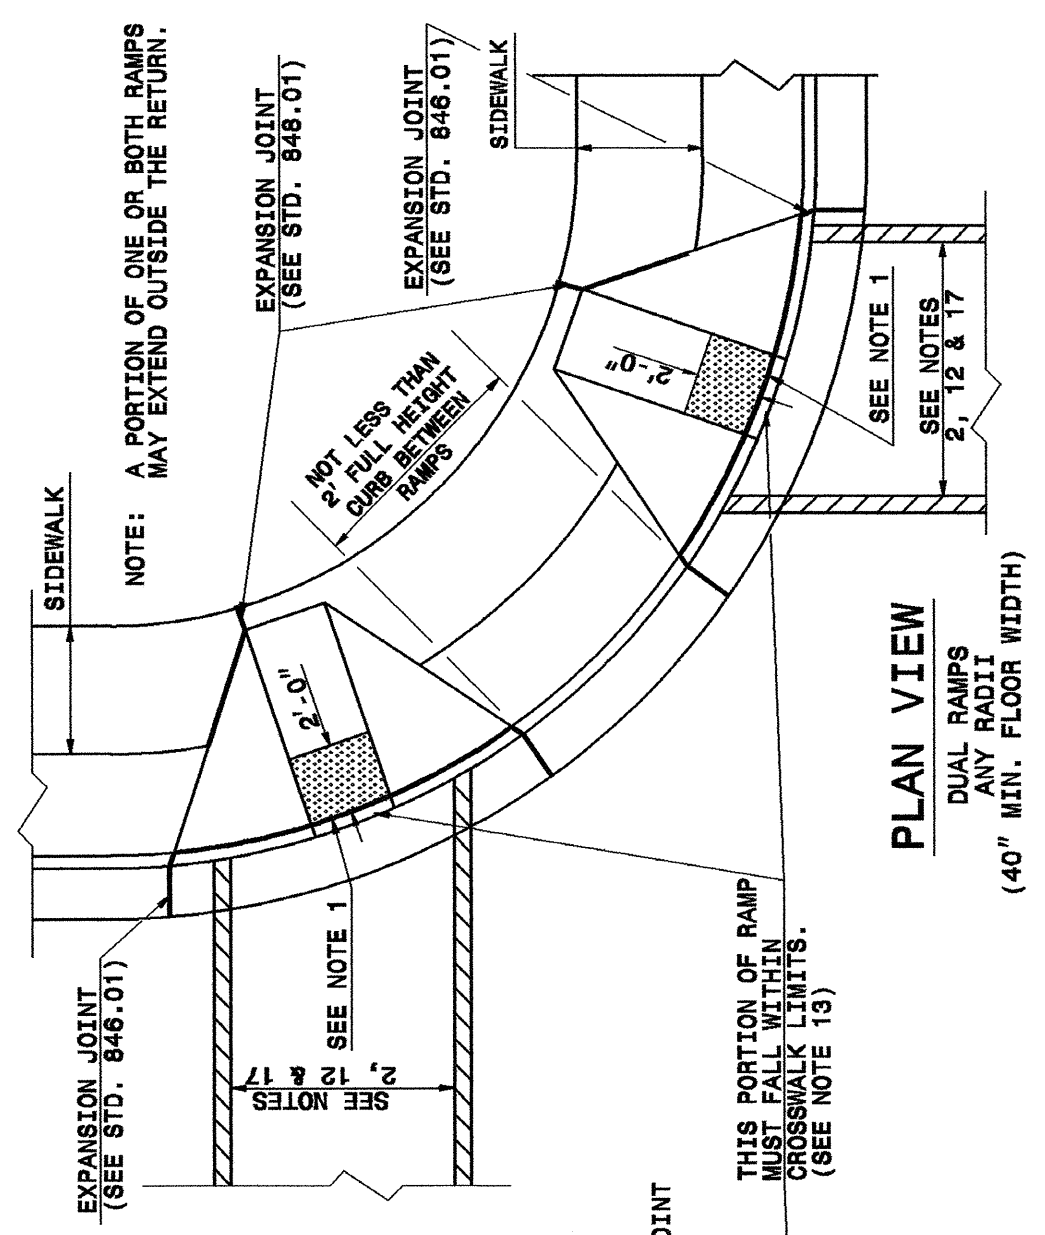 NOTE: A PORTION OF ONE OR BOTH RAMPS
MAY EXTEND OUTSIDE THE RETURN.
SIDEWALK
EXPANSION JOINT
(SEE STD. 848.01)
EXPANSION JOINT
(SEE STD. 846.01)
SIDEWALK
NOT LESS THAN
2' FULL HEIGHT
CURB BETWEEN
RAMPS
2'-0"
2'-0"
SEE NOTE 1
SEE NOTES
2, 12 & 17
EXPANSION JOINT
(SEE STD. 846.01)
SEE NOTE 1
SEE NOTES
2, 12 & 17
THIS PORTION OF RAMP
MUST FALL WITHIN
CROSSWALK LIMITS.
(SEE NOTE 13)
PLAN VIEW
DUAL RAMPS
ANY RADII
(40" MIN. FLOOR WIDTH)
OINT